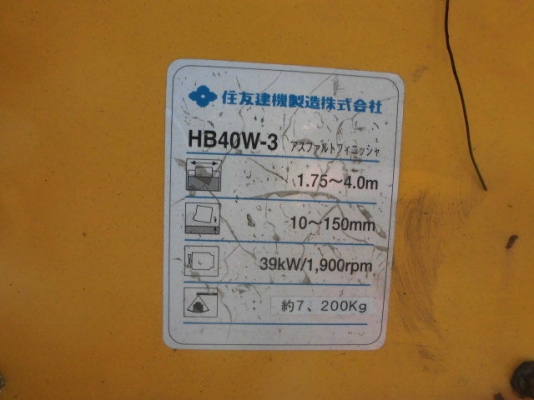 住友建機製造株式会社
HB40W-3 アスファルトフィニッシャ
1.75～4.0m
10～150mm
39kW/1,900rpm
約7、200Kg